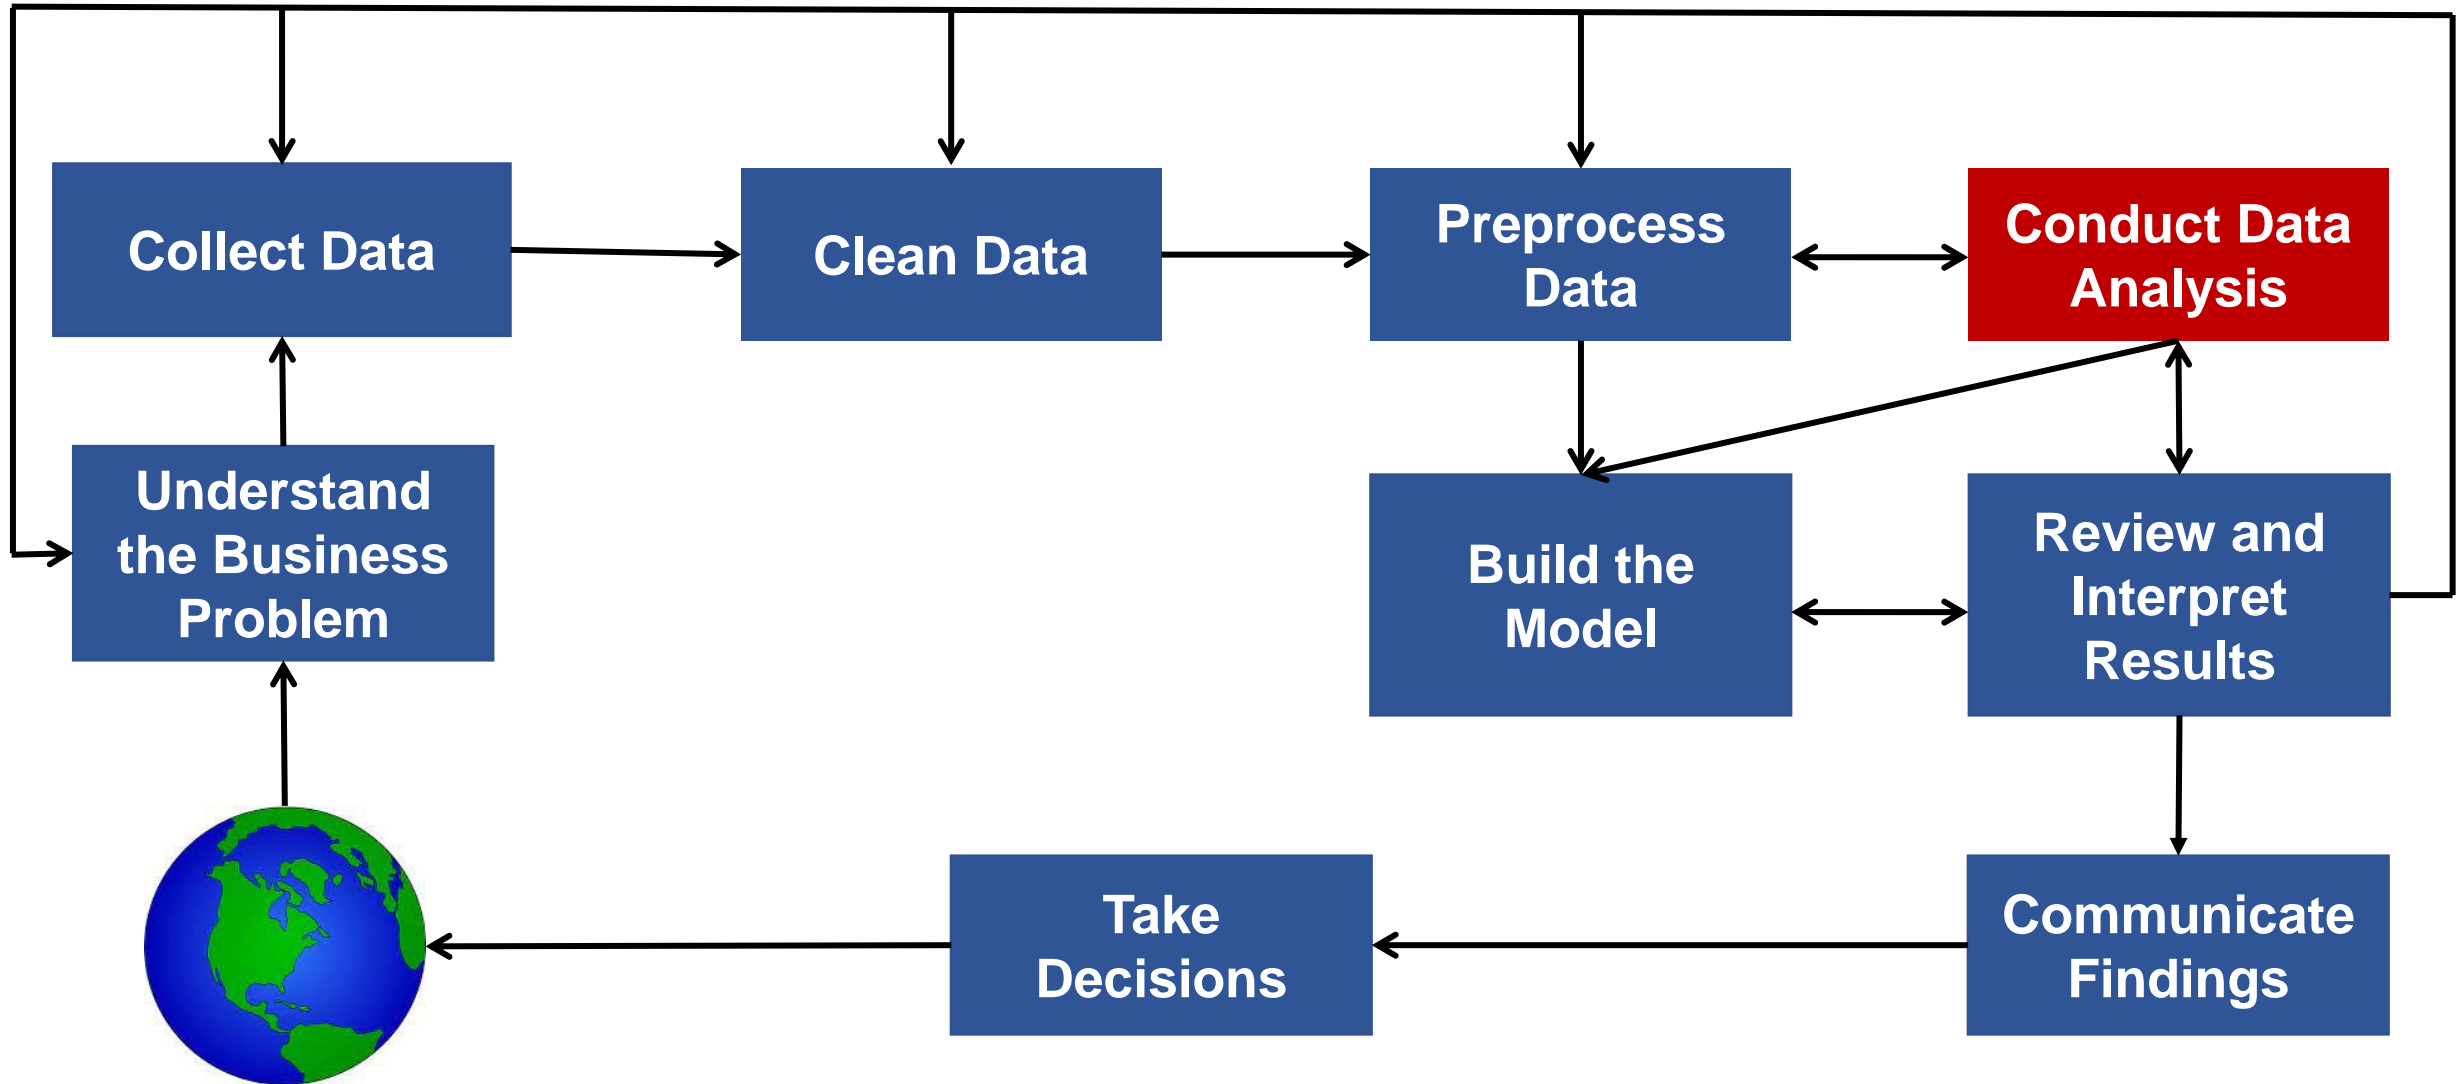 Collect Data
Clean Data
Preprocess
Data
Conduct Data
Analysis
Understand
the Business
Problem
Build the
Model
Review and
Interpret
Results
Take
Decisions
Communicate
Findings